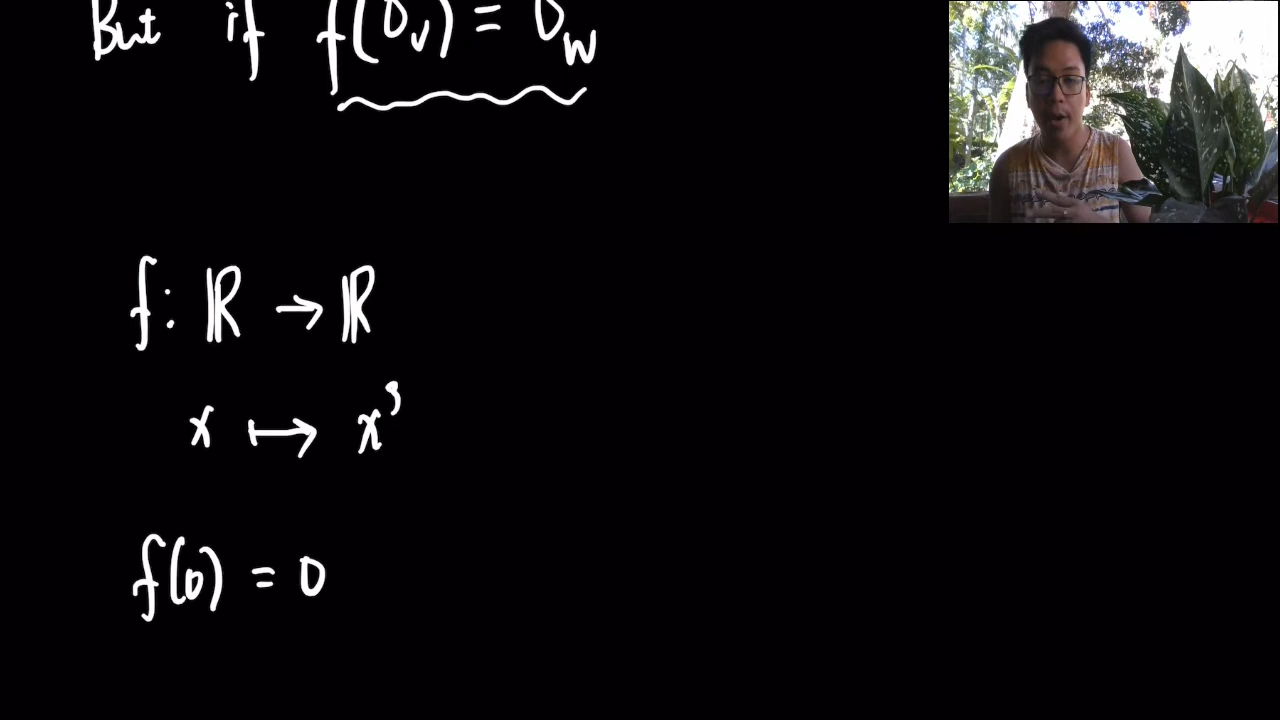 But if f(0_v) = 0_W
f: ℝ → ℝ
x ↦ x³
f(0) = 0